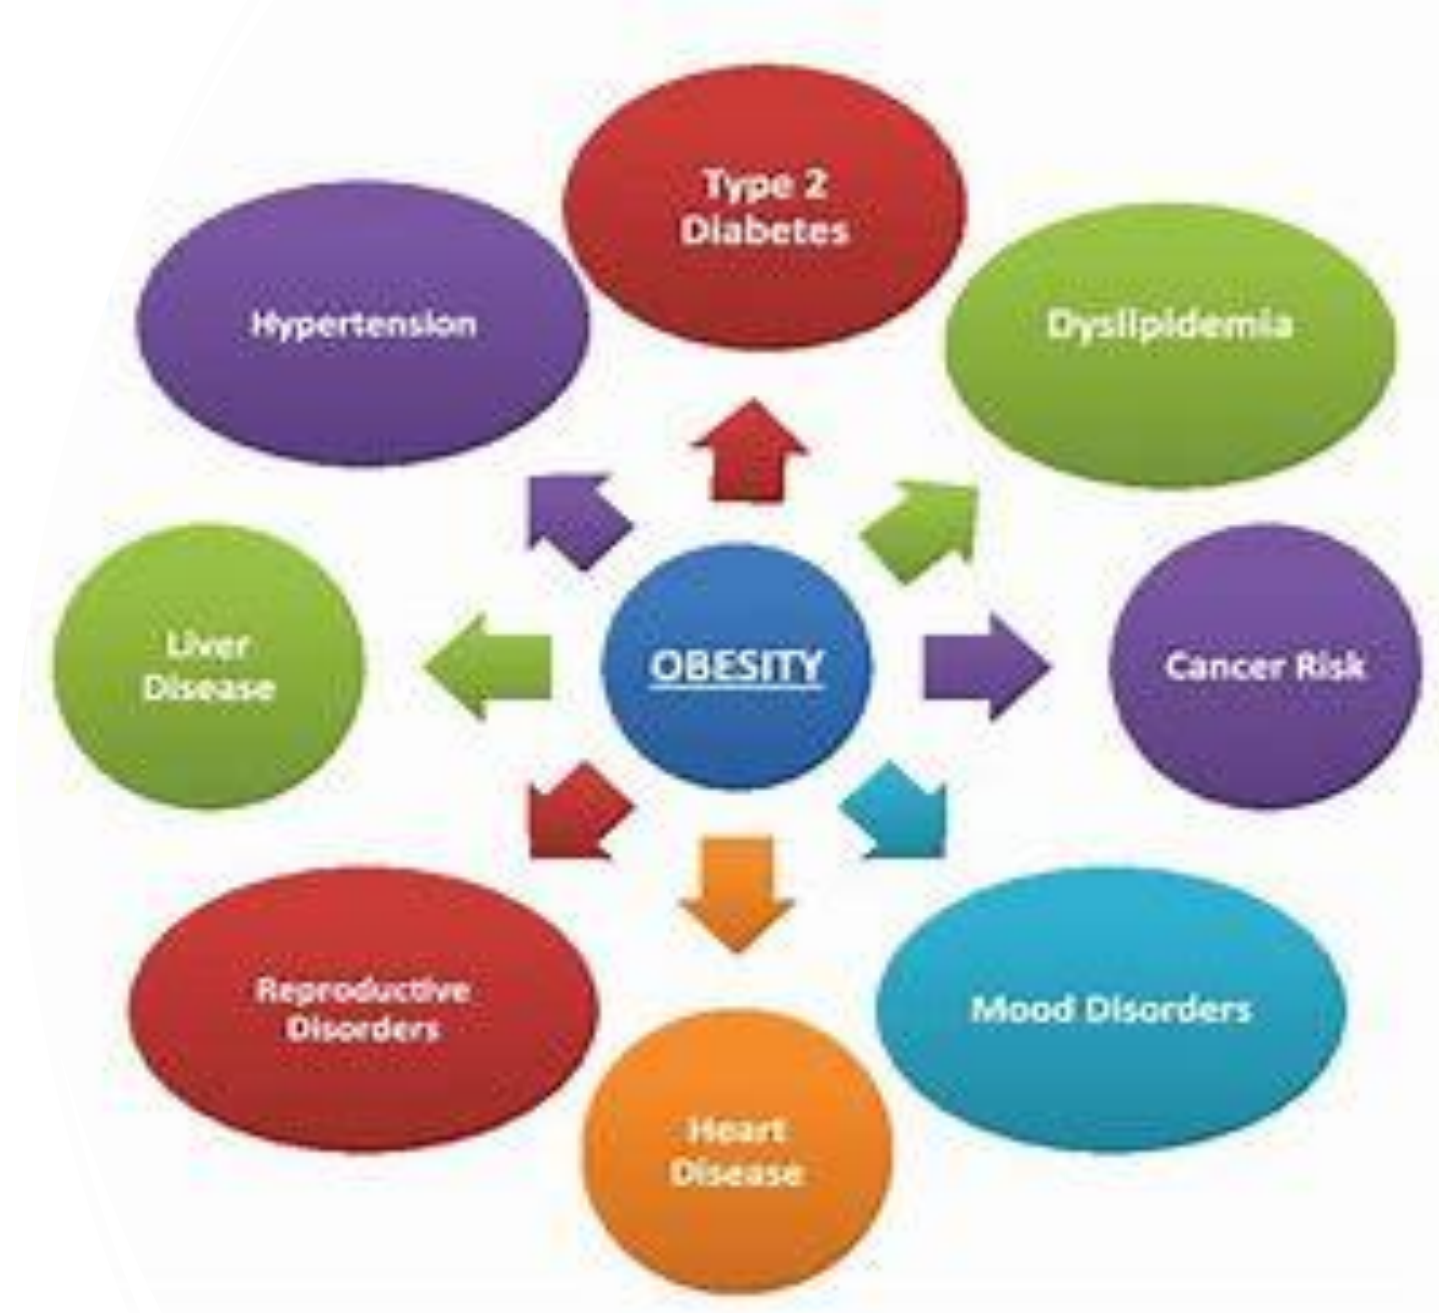 Type 2
Diabetes
Hypertension
Dyslipidemia
Liver
Disease
OBESITY
Cancer Risk
Reproductive
Disorders
Mood Disorders
Heart
Disease